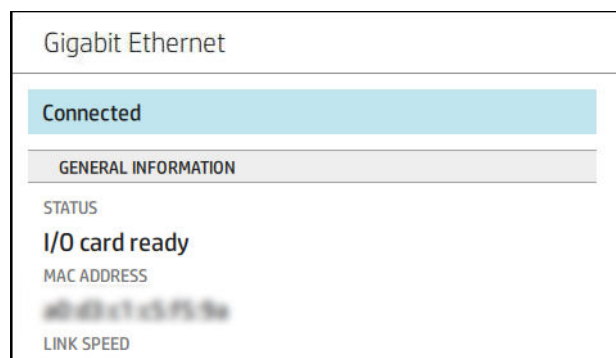 Gigabit Ethernet
Connected
GENERAL INFORMATION
STATUS
I/O card ready
MAC ADDRESS
LINK SPEED